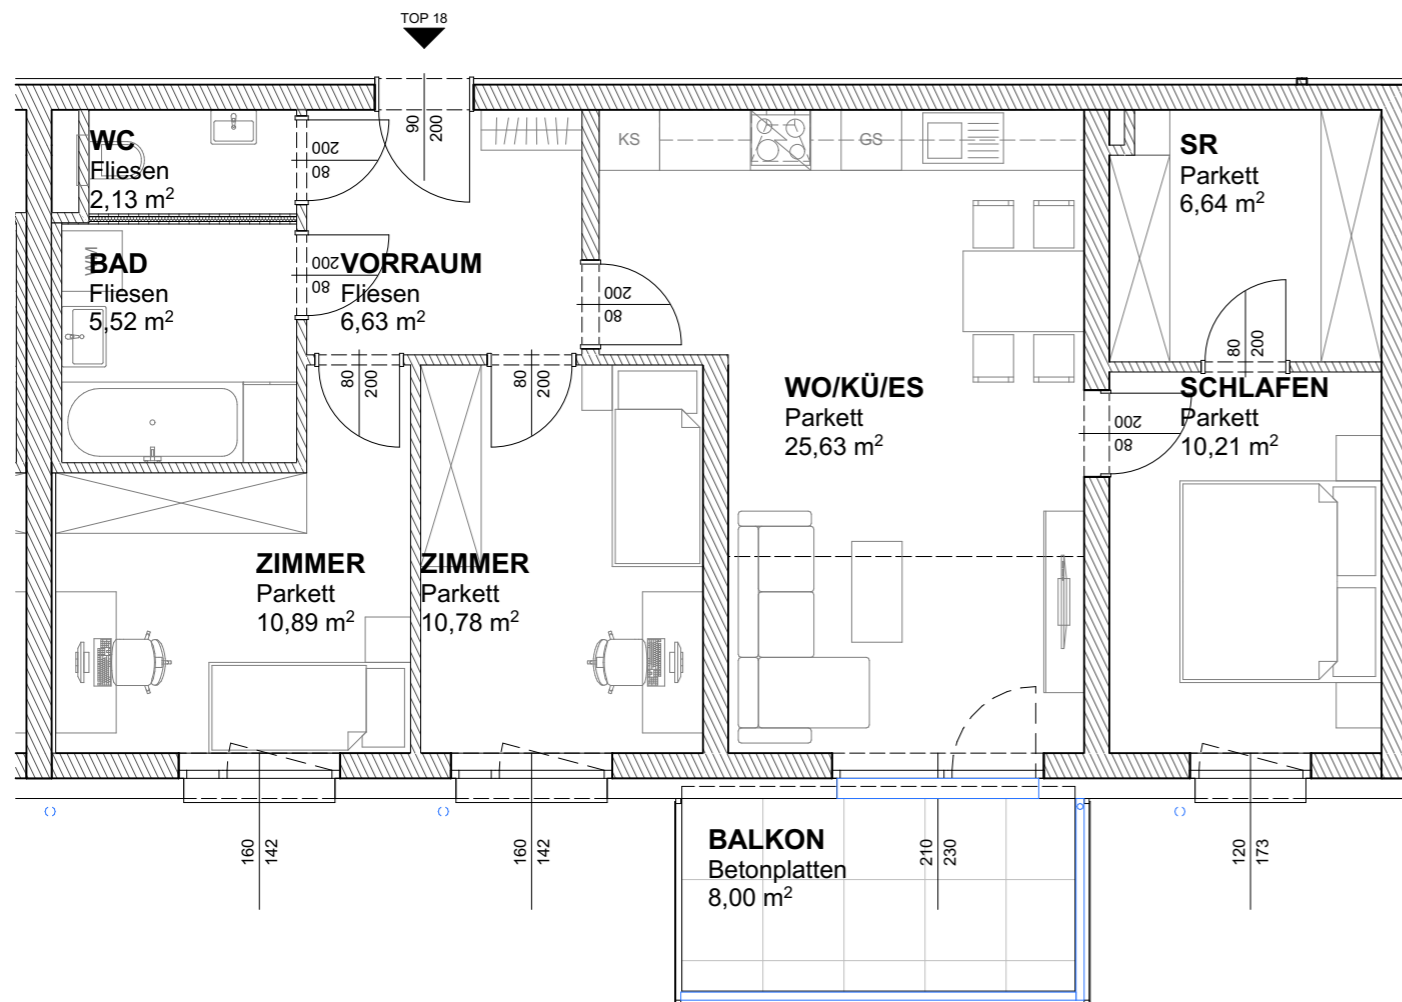 TOP 18
90
200
WC
Fliesen
2,13 m²
200
80
KS
GS
SR
Parkett
6,64 m²
WM
BAD
Fliesen
5,52 m²
200
80
VORRAUM
Fliesen
6,63 m²
200
80
80
200
80
200
80
200
WO/KÜ/ES
Parkett
25,63 m²
SCHLAFEN
Parkett
10,21 m²
200
80
ZIMMER
Parkett
10,89 m²
ZIMMER
Parkett
10,78 m²
160
142
160
142
BALKON
Betonplatten
8,00 m²
210
230
120
173